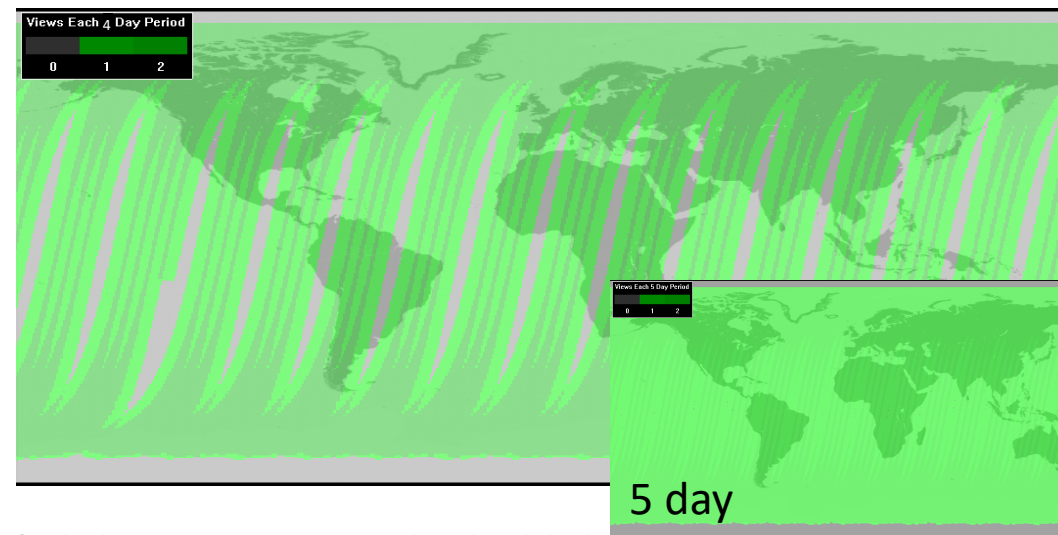 Views Each 4 Day Period
0 1 2
Views Each 5 Day Period
0 1 2
5 day